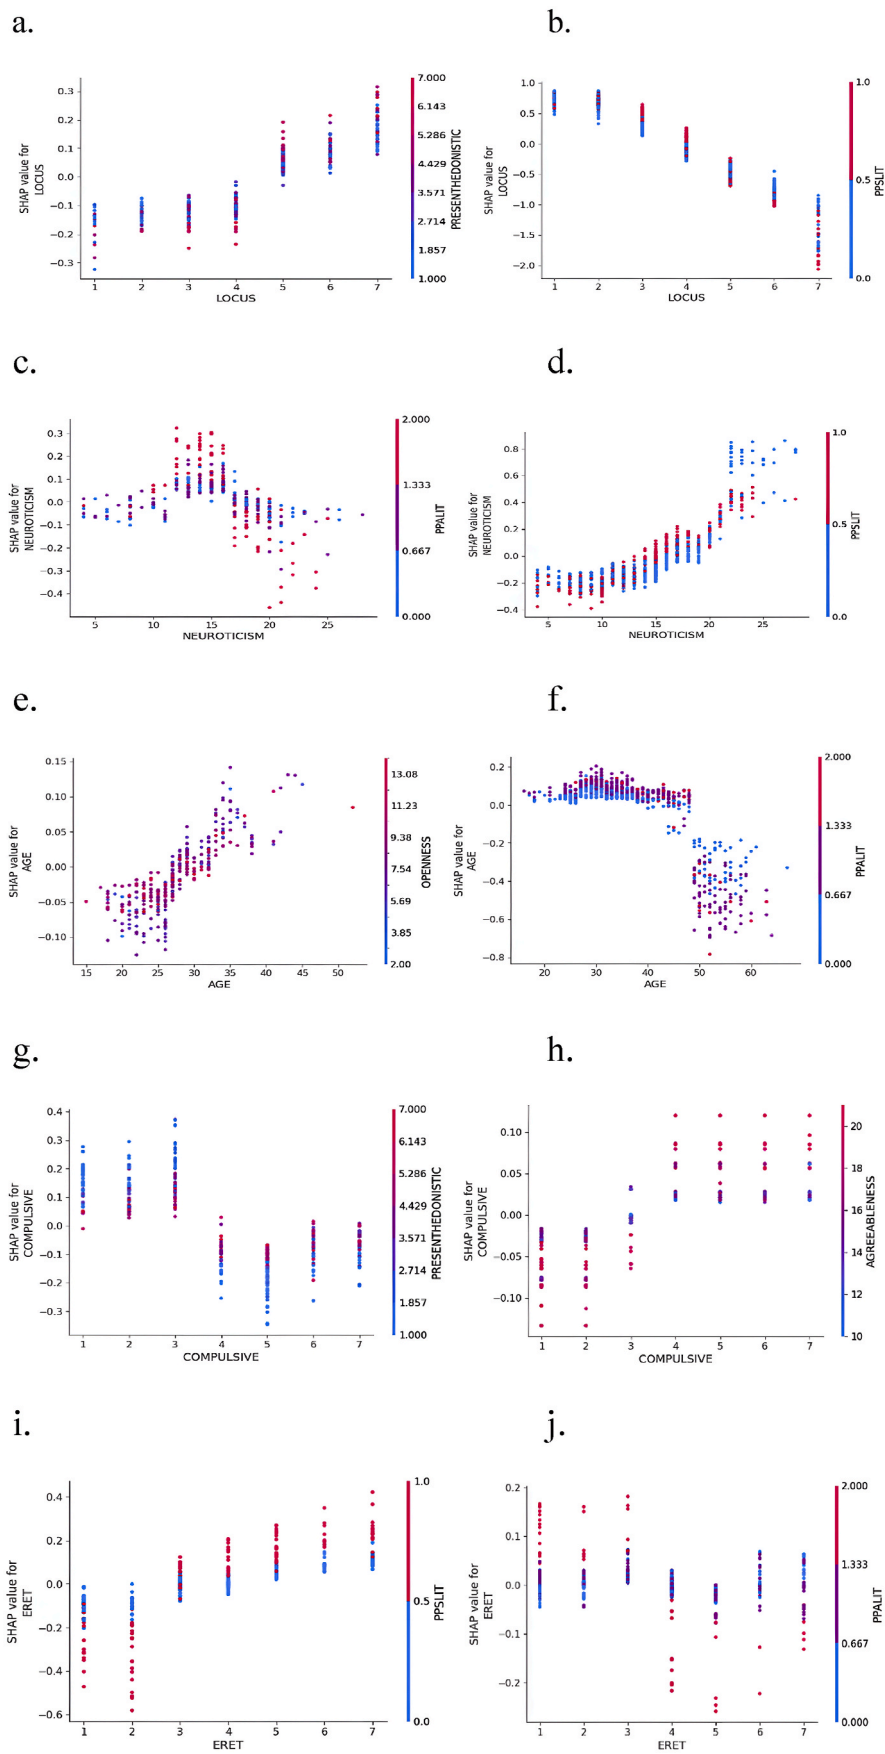 a.
b.
SHAP value for
LOCUS
0.3
0.2
0.1
0.0
−0.1
−0.2
−0.3
1 2 3 4 5 6 7
LOCUS
7.000
6.143
5.286
4.429
3.571
2.714
1.857
1.000
PRESENTHEDONISTIC
SHAP value for
LOCUS
1.0
0.5
0.0
−0.5
−1.0
−1.5
−2.0
1 2 3 4 5 6 7
LOCUS
1.0
0.5
0.0
PPSLIT
c.
d.
SHAP value for
NEUROTICISM
0.3
0.2
0.1
0.0
−0.1
−0.2
−0.3
−0.4
5 10 15 20 25
NEUROTICISM
2.000
1.333
0.667
0.000
PPALIT
SHAP value for
NEUROTICISM
0.8
0.6
0.4
0.2
0.0
−0.2
−0.4
5 10 15 20 25
NEUROTICISM
1.0
0.5
0.0
PPSLIT
e.
f.
SHAP value for
AGE
0.15
0.10
0.05
0.00
−0.05
−0.10
15 20 25 30 35 40 45 50
AGE
13.08
11.23
9.38
7.54
5.69
3.85
2.00
OPENNESS
SHAP value for
AGE
0.2
0.0
−0.2
−0.4
−0.6
−0.8
20 30 40 50 60
AGE
2.000
1.333
0.667
0.000
PPALIT
g.
h.
SHAP value for
COMPULSIVE
0.4
0.3
0.2
0.1
0.0
−0.1
−0.2
−0.3
1 2 3 4 5 6 7
COMPULSIVE
7.000
6.143
5.286
4.429
3.571
2.714
1.857
1.000
PRESENTHEDONISTIC
SHAP value for
COMPULSIVE
0.10
0.05
0.00
−0.05
−0.10
1 2 3 4 5 6 7
COMPULSIVE
20
18
16
14
12
10
AGREEABLENESS
i.
j.
SHAP value for
ERET
0.4
0.2
0.0
−0.2
−0.4
−0.6
1 2 3 4 5 6 7
ERET
1.0
0.5
0.0
PPSLIT
SHAP value for
ERET
0.2
0.1
0.0
−0.1
−0.2
1 2 3 4 5 6 7
ERET
2.000
1.333
0.667
0.000
PPALIT